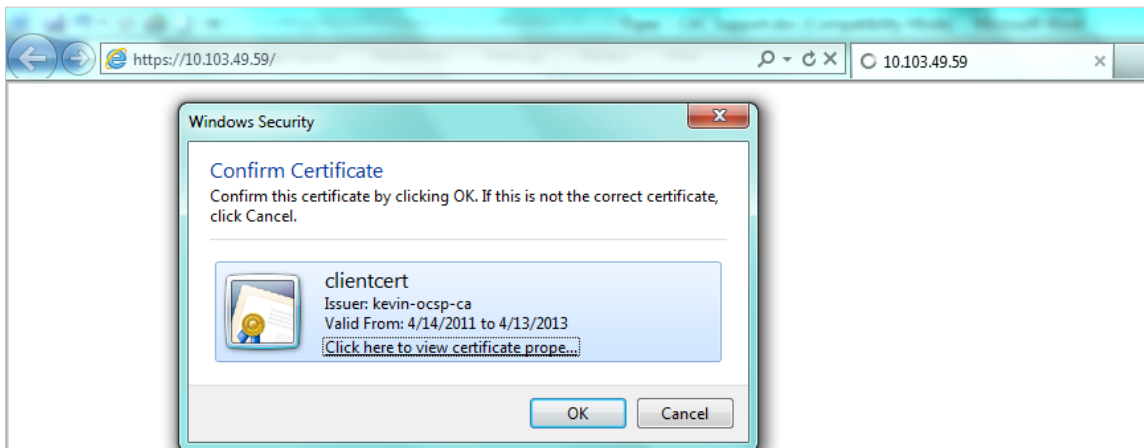 https://10.103.49.59/
10.103.49.59
Windows Security
Confirm Certificate
Confirm this certificate by clicking OK. If this is not the correct certificate,
click Cancel.
clientcert
Issuer: kevin-ocsp-ca
Valid From: 4/14/2011 to 4/13/2013
Click here to view certificate prope...
OK
Cancel